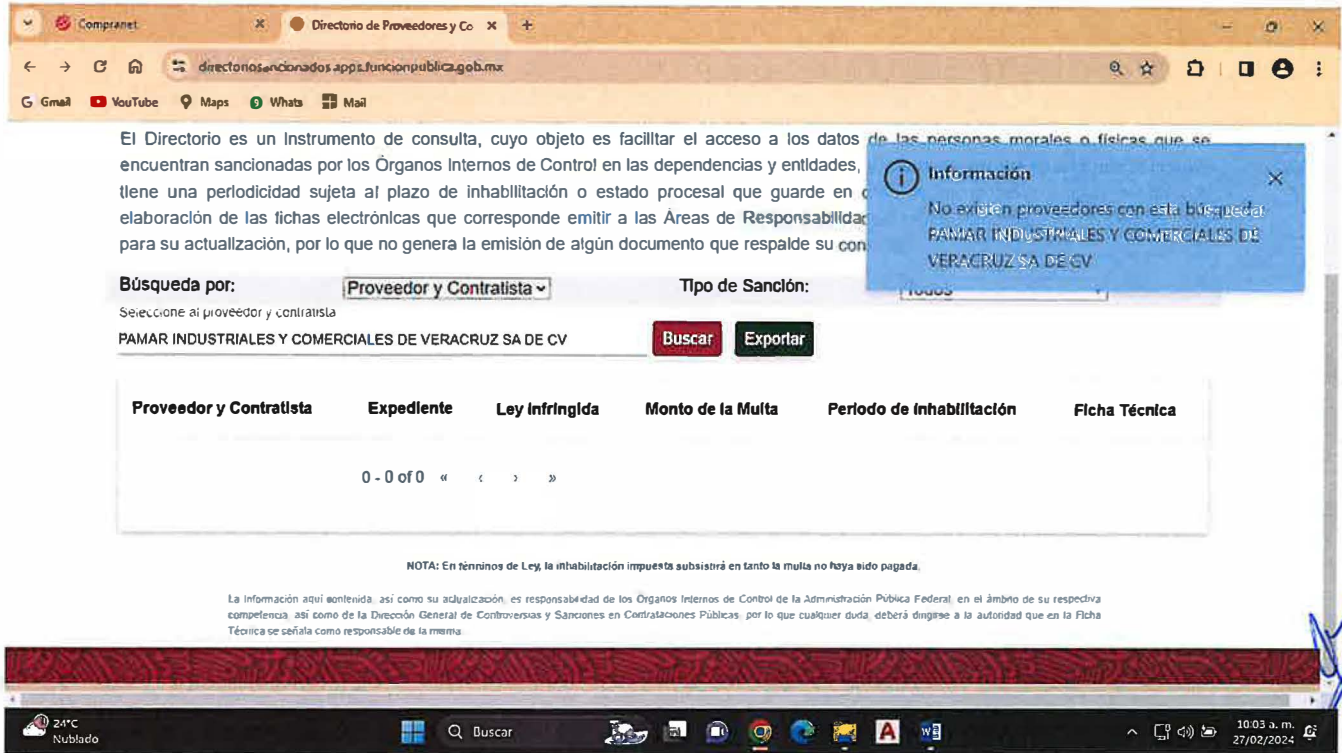 Compranet
Directorio de Proveedores y Co
directoriosancionados.apps.funcionpublica.gob.mx
Gmail YouTube Maps Whats Mail
El Directorio es un Instrumento de consulta, cuyo objeto es facilitar el acceso a los datos de las personas morales o físicas que se
encuentran sancionadas por los Órganos Internos de Control en las dependencias y entidades,
tiene una periodicidad sujeta al plazo de inhabilitación o estado procesal que guarde en
elaboración de las fichas electrónicas que corresponde emitir a las Áreas de Responsabilidad
para su actualización, por lo que no genera la emisión de algún documento que respalde su con
Información
No existen proveedores con esta búsqueda:
PAMAR INDUSTRIALES Y COMERCIALES DE
VERACRUZ SA DE CV
Búsqueda por: Proveedor y Contratista Tipo de Sanción: Todos
Seleccione al proveedor y contratista
PAMAR INDUSTRIALES Y COMERCIALES DE VERACRUZ SA DE CV Buscar Exportar
Proveedor y Contratista Expediente Ley Infringida Monto de la Multa Periodo de Inhabilitación Ficha Técnica
0 - 0 of 0 « ‹ › »
NOTA: En términos de Ley, la inhabilitación impuesta subsistirá en tanto la multa no haya sido pagada.
La Información aquí contenida, así como su actualización, es responsabilidad de los Órganos Internos de Control de la Administración Pública Federal, en el ámbito de su respectiva
competencia, así como de la Dirección General de Controversias y Sanciones en Contrataciones Públicas, por lo que cualquier duda, deberá dirigirse a la autoridad que en la Ficha
Técnica se señala como responsable de la misma.
24°C
Nublado
Buscar
10:03 a. m.
27/02/2024